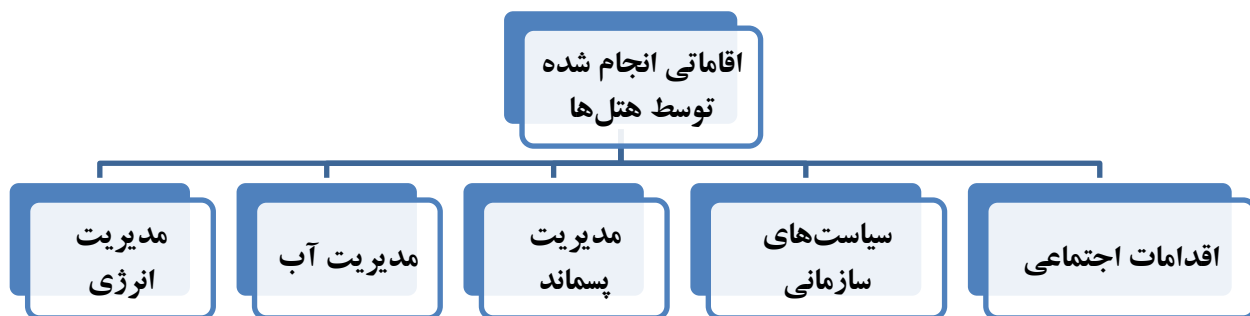 اقاماتی انجام شده
توسط هتل‌ها
اقدامات اجتماعی
سیاست‌های
سازمانی
مدیریت
پسماند
مدیریت آب
مدیریت
انرژی